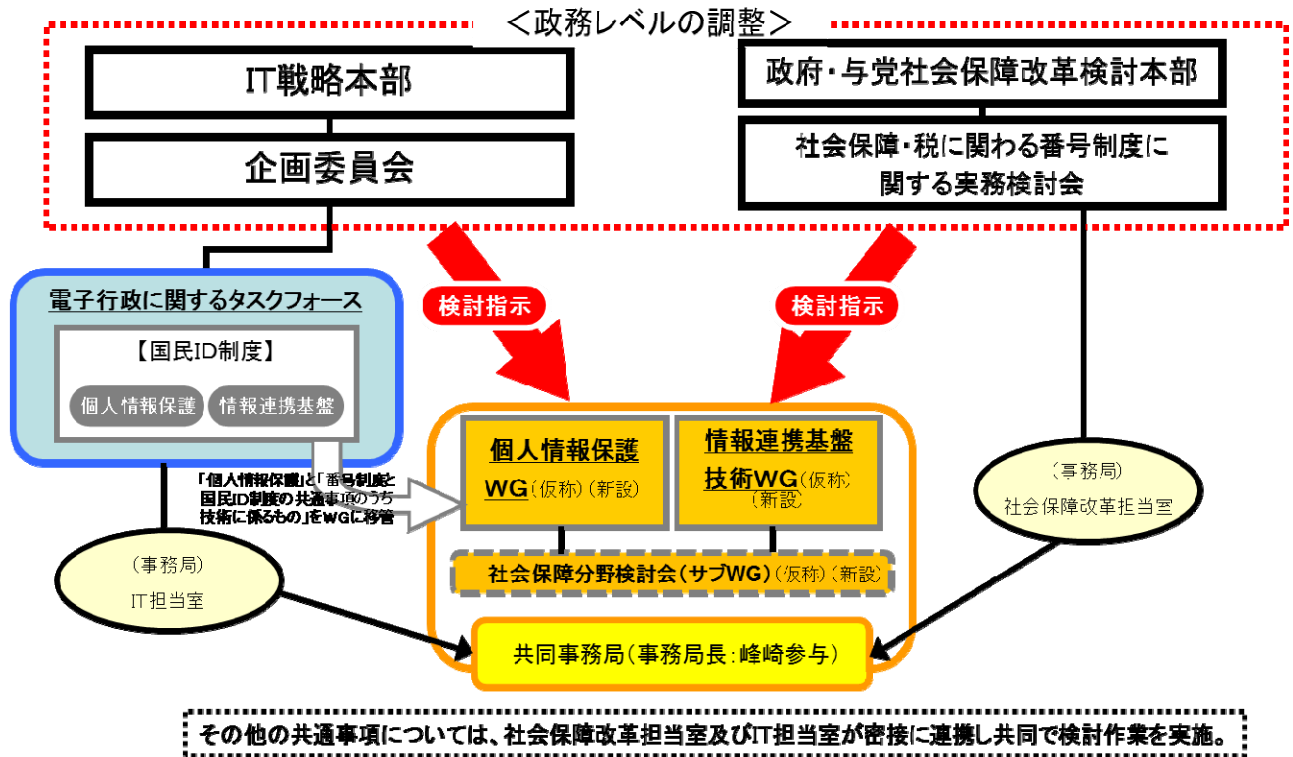 ＜政務レベルの調整＞
IT戦略本部
企画委員会
政府・与党社会保障改革検討本部
社会保障・税に関わる番号制度に
関する実務検討会
電子行政に関するタスクフォース
【国民ID制度】
個人情報保護
情報連携基盤
検討指示
検討指示
「個人情報保護」と「番号制度と
国民ID制度の共通事項のうち
技術に係るもの」をWGに移管
個人情報保護
WG(仮称)(新設)
情報連携基盤
技術WG(仮称)
(新設)
社会保障分野検討会(サブWG)(仮称)(新設)
(事務局)
IT担当室
(事務局)
社会保障改革担当室
共同事務局(事務局長:峰崎参与)
その他の共通事項については、社会保障改革担当室及びIT担当室が密接に連携し共同で検討作業を実施。